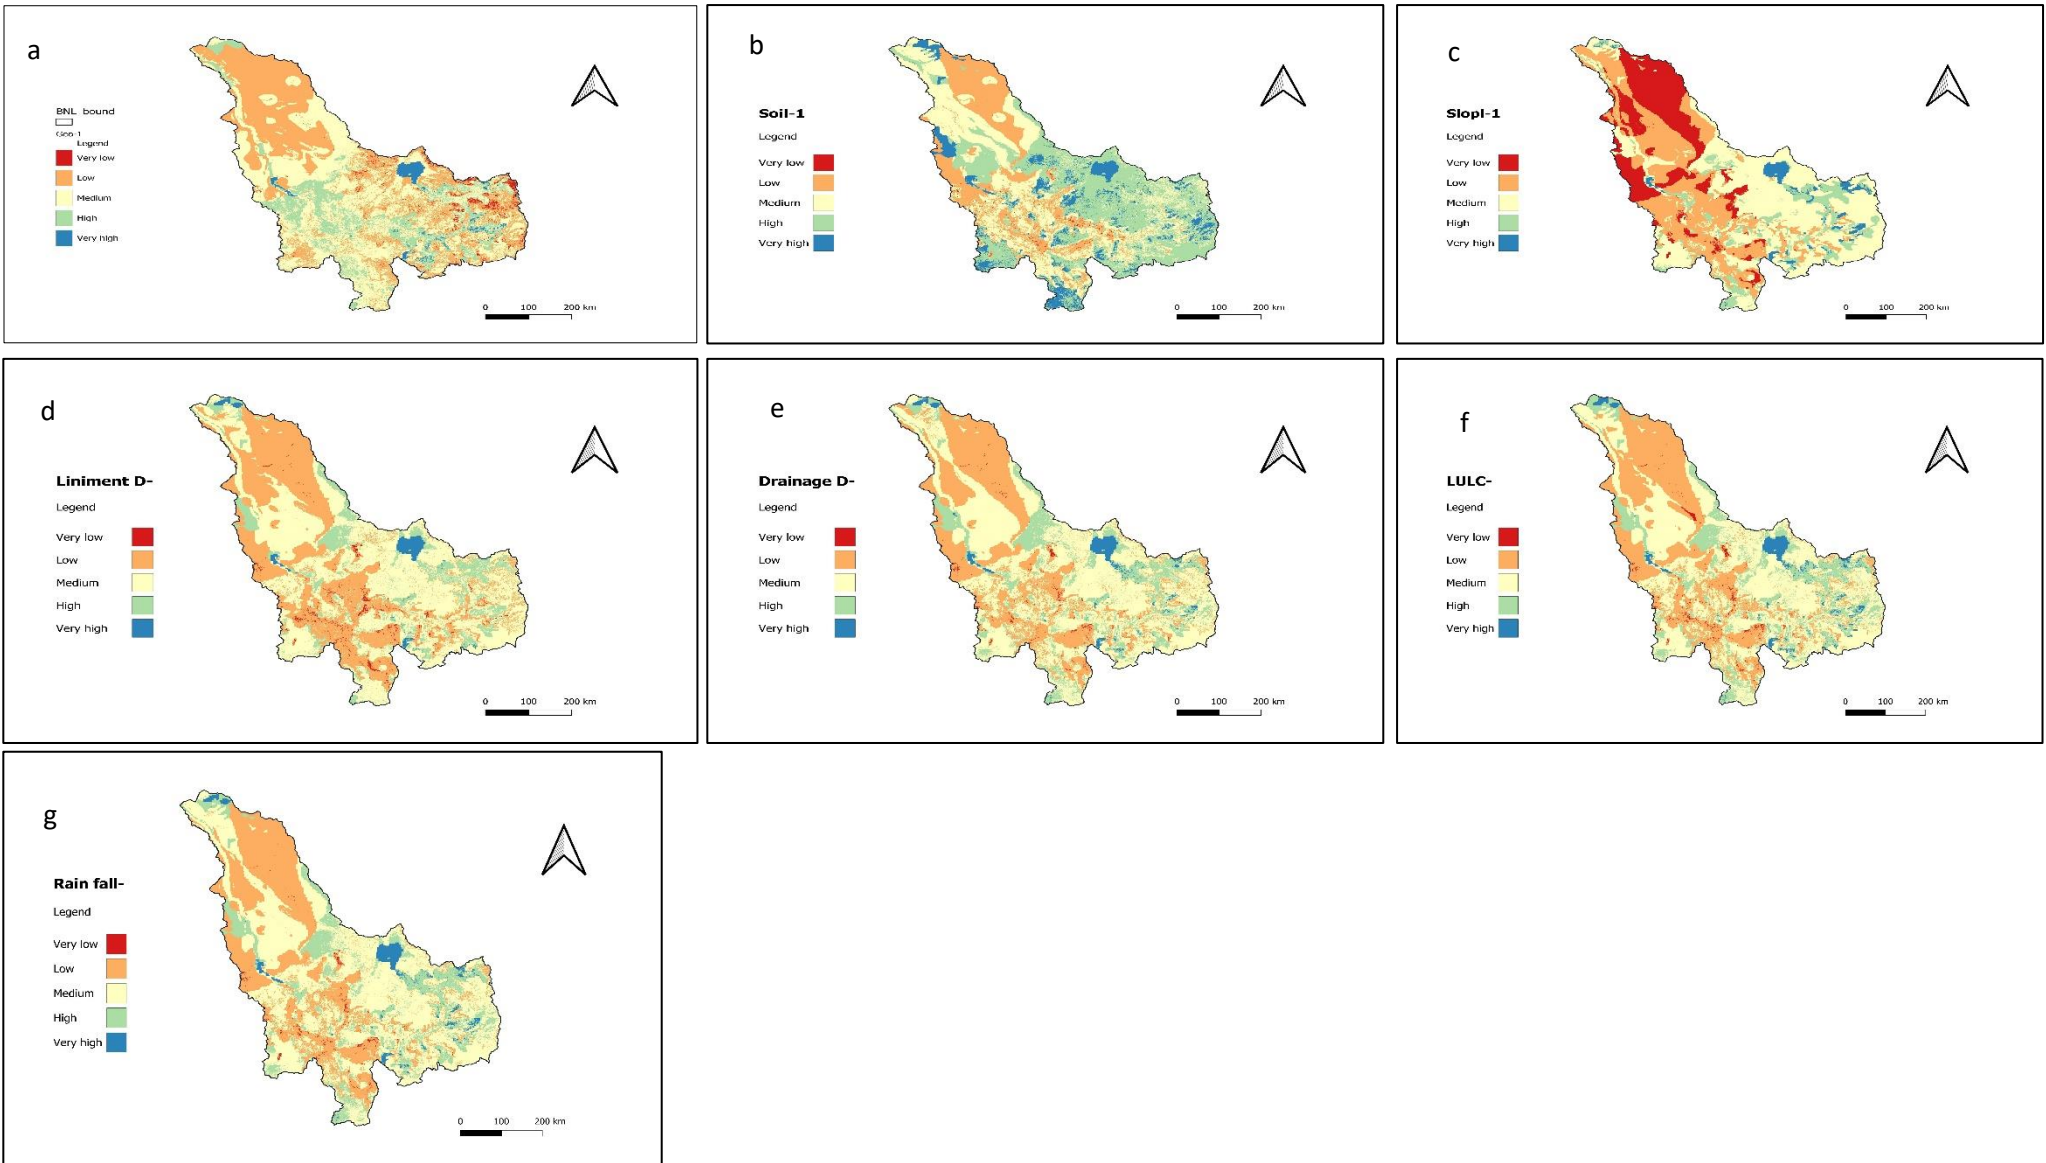 a
BNL bound
Geo-1
Legend
Very low
Low
Medium
High
Very high
0 100 200 km
b
Soil-1
Legend
Very low
Low
Medium
High
Very high
0 100 200 km
c
Slopl-1
Legend
Very low
Low
Medium
High
Very high
0 100 200 km
d
Liniment D-
Legend
Very low
Low
Medium
High
Very high
0 100 200 km
e
Drainage D-
Legend
Very low
Low
Medium
High
Very high
0 100 200 km
f
LULC-
Legend
Very low
Low
Medium
High
Very high
0 100 200 km
g
Rain fall-
Legend
Very low
Low
Medium
High
Very high
0 100 200 km